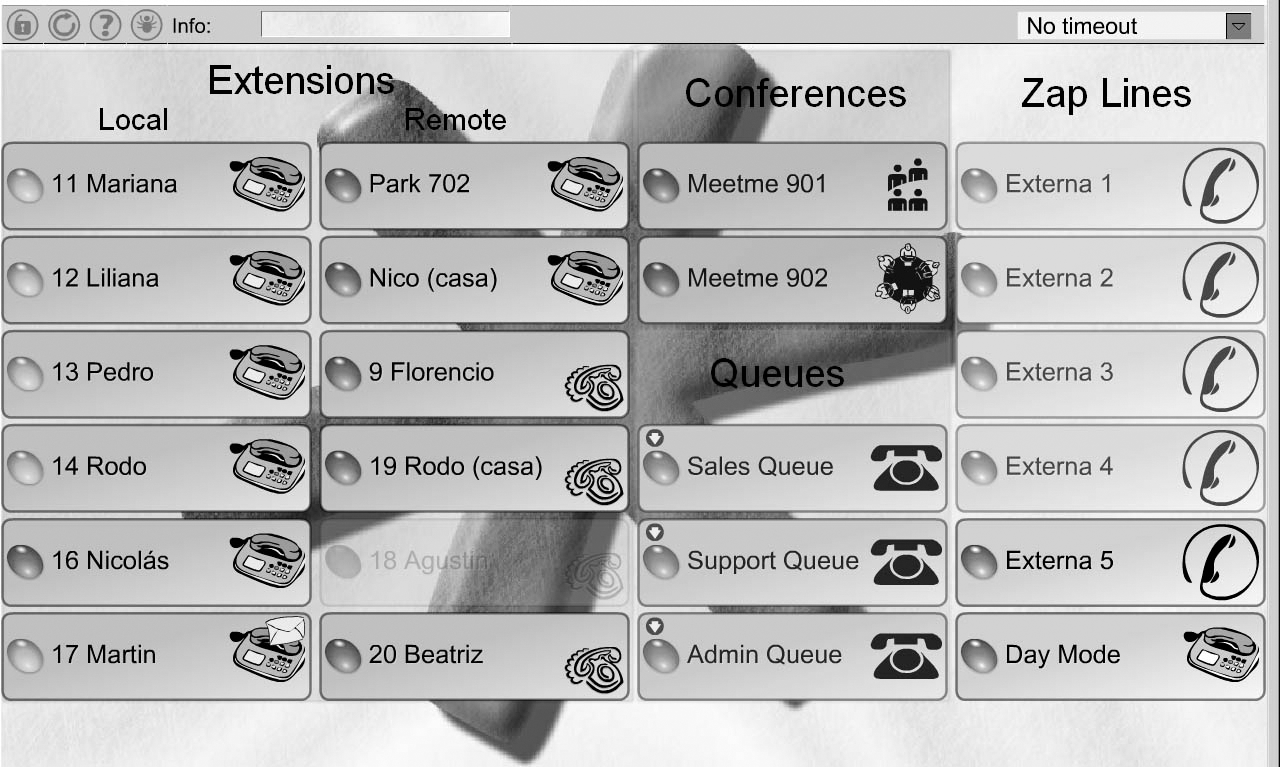 Info:
No timeout
Extensions
Local
Remote
Conferences
Zap Lines
11 Mariana
Park 702
Meetme 901
Externa 1
12 Liliana
Nico (casa)
Meetme 902
Externa 2
13 Pedro
9 Florencio
Queues
Externa 3
14 Rodo
19 Rodo (casa)
Sales Queue
Externa 4
16 Nicolás
18 Agustin
Support Queue
Externa 5
17 Martin
20 Beatriz
Admin Queue
Day Mode